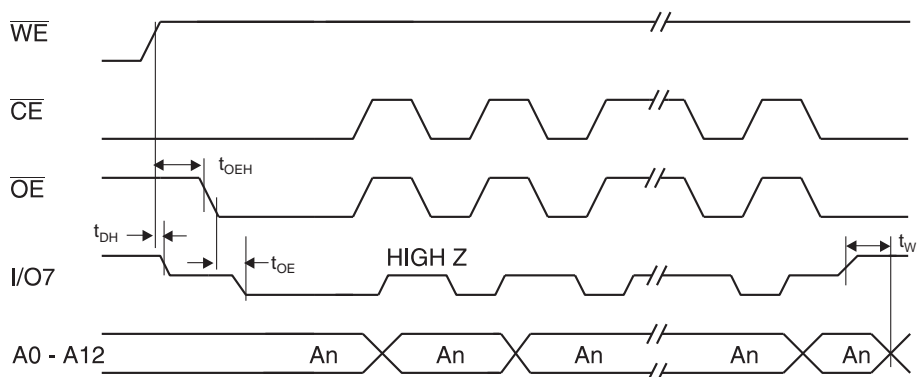 WE
CE
tOEH
OE
tDH
tOE
HIGH Z
tW
I/O7
A0 - A12 An An An An An